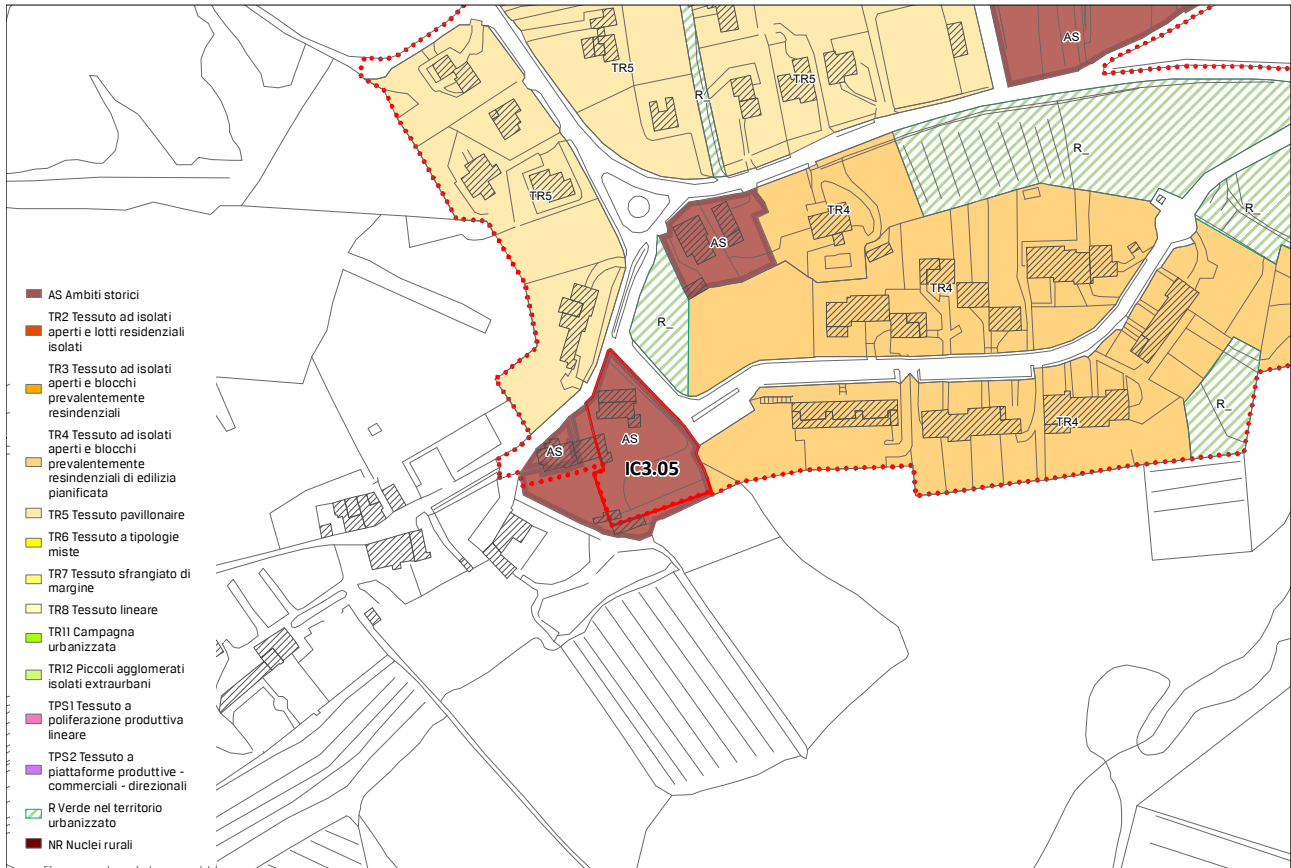 AS
TR5
TR5
R_
R_
TR5
TR4
R_
AS
TR4
R_
R_
TR4
AS
AS
IC3.05
AS Ambiti storici
TR2 Tessuto ad isolati
aperti e lotti residenziali
isolati
TR3 Tessuto ad isolati
aperti e blocchi
prevalentemente
resindenziali
TR4 Tessuto ad isolati
aperti e blocchi
prevalentemente
resindenziali di edilizia
pianificata
TR5 Tessuto pavillonaire
TR6 Tessuto a tipologie
miste
TR7 Tessuto sfrangiato di
margine
TR8 Tessuto lineare
TR11 Campagna
urbanizzata
TR12 Piccoli agglomerati
isolati extraurbani
TPS1 Tessuto a
poliferazione produttiva
lineare
TPS2 Tessuto a
piattaforme produttive -
commerciali - direzionali
R Verde nel territorio
urbanizzato
NR Nuclei rurali